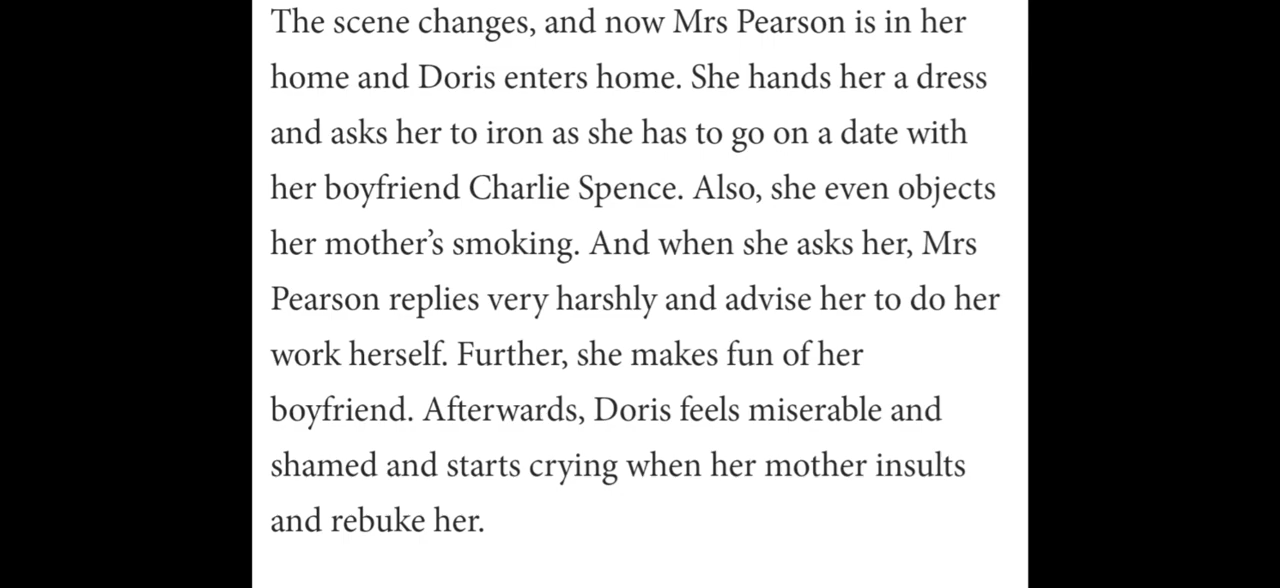 The scene changes, and now Mrs Pearson is in her
home and Doris enters home. She hands her a dress
and asks her to iron as she has to go on a date with
her boyfriend Charlie Spence. Also, she even objects
her mother’s smoking. And when she asks her, Mrs
Pearson replies very harshly and advise her to do her
work herself. Further, she makes fun of her
boyfriend. Afterwards, Doris feels miserable and
shamed and starts crying when her mother insults
and rebuke her.